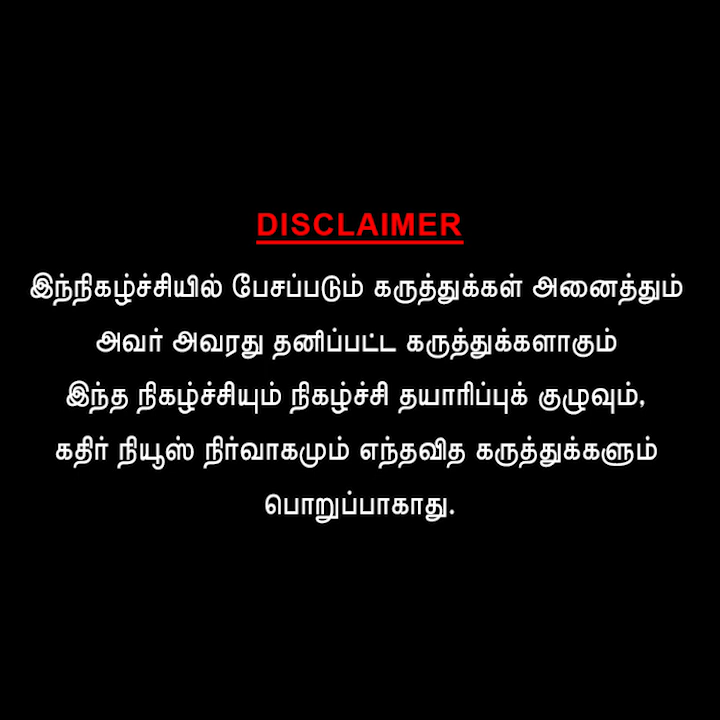 DISCLAIMER
இந்நிகழ்ச்சியில் பேசப்படும் கருத்துக்கள் அனைத்தும்
அவர் அவரது தனிப்பட்ட கருத்துக்களாகும்
இந்த நிகழ்ச்சியும் நிகழ்ச்சி தயாரிப்புக் குழுவும்,
கதிர் நியூஸ் நிர்வாகமும் எந்தவித கருத்துக்களும்
பொறுப்பாகாது.